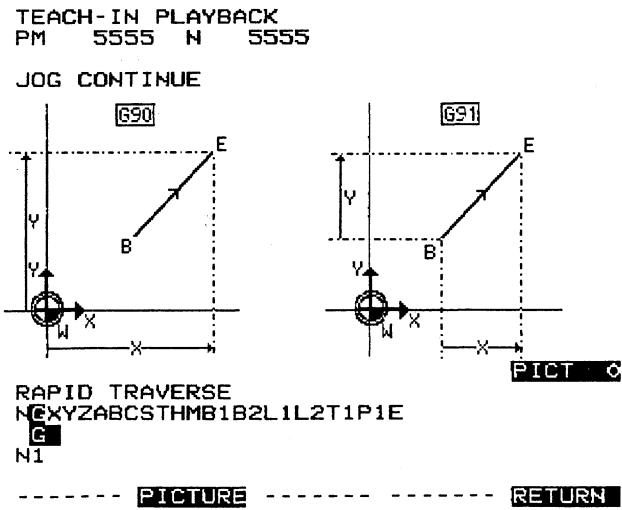 TEACH-IN PLAYBACK
PM 5555 N 5555
JOG CONTINUE
G90 G91
E E
Y Y
B B
Y Y
X X
W W
X X
PICT 0
RAPID TRAVERSE
NGXYZABCSTHMB1B2L1L2T1P1E
G
N1
------- PICTURE ------- ------- RETURN